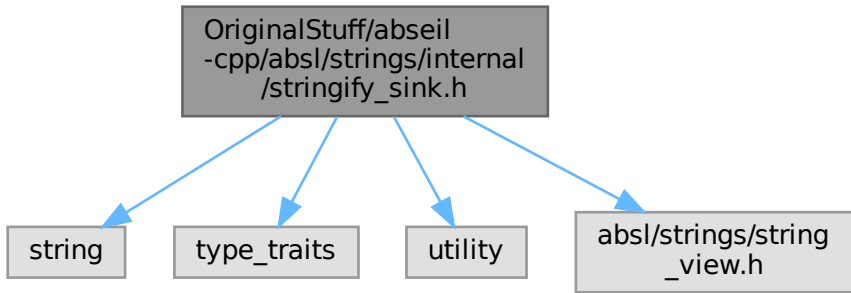 OriginalStuff/abseil
-cpp/absl/strings/internal
/stringify_sink.h
string
type_traits
utility
absl/strings/string
_view.h